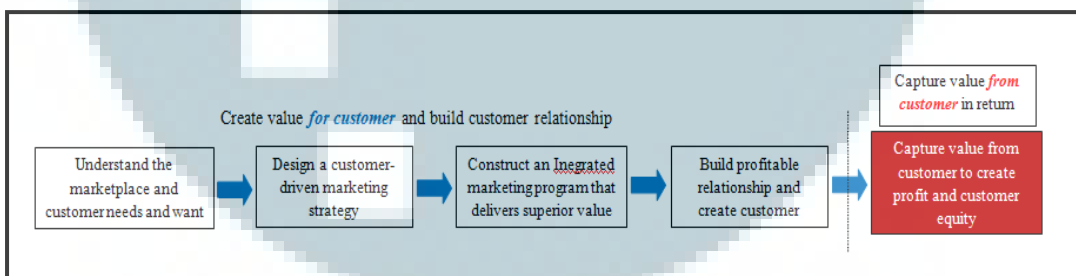 Capture value from
customer in return
Create value for customer and build customer relationship
Understand the
marketplace and
customer needs and want
Design a customer-
driven marketing
strategy
Construct an Inegrated
marketing program that
delivers superior value
Build profitable
relationship and
create customer
Capture value from
customer to create
profit and customer
equity